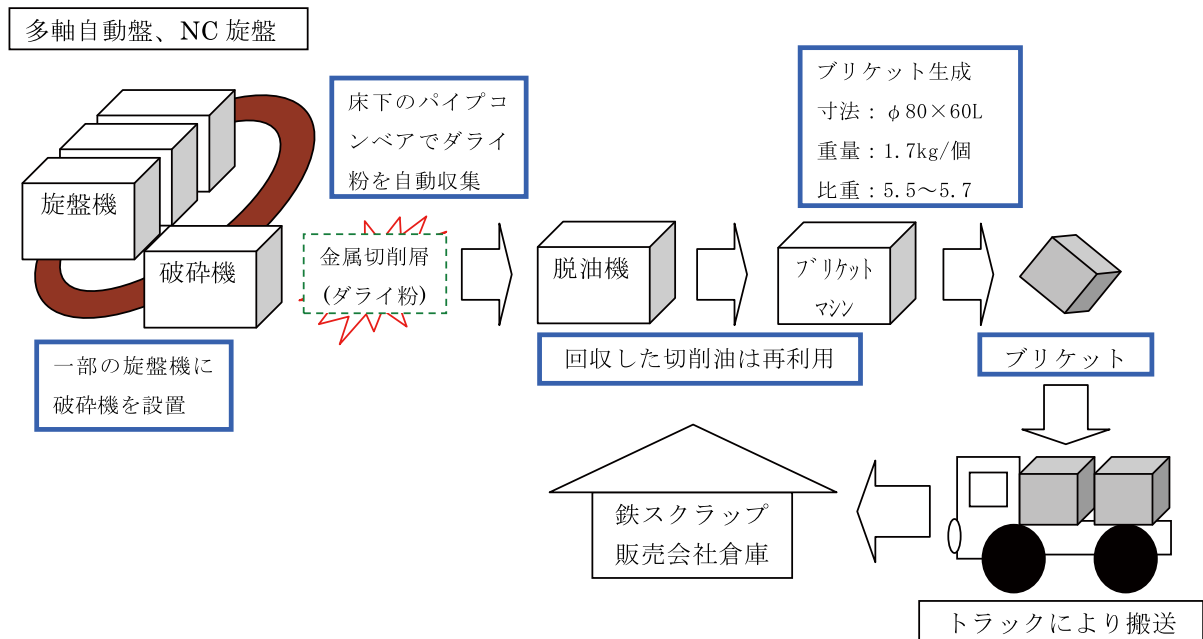 多軸自動盤、NC 旋盤
床下のパイプコ
ンベアでダライ
粉を自動収集
ブリケット生成
寸法：φ80×60L
重量：1.7kg/個
比重：5.5～5.7
旋盤機
破砕機
金属切削屑
(ダライ粉)
脱油機
ブリケット
マシン
一部の旋盤機に
破砕機を設置
回収した切削油は再利用
ブリケット
鉄スクラップ
販売会社倉庫
トラックにより搬送